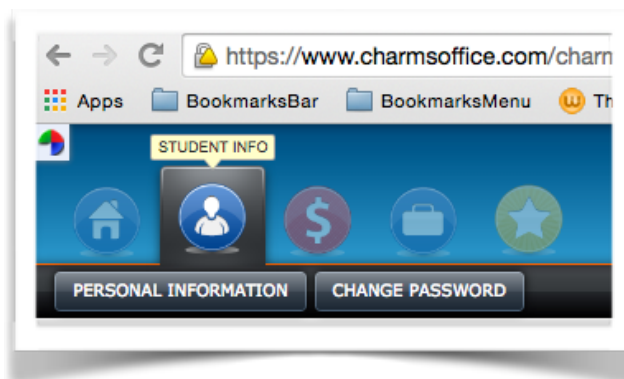 https://www.charmsoffice.com/charm
Apps BookmarksBar BookmarksMenu Th
STUDENT INFO
$
PERSONAL INFORMATION CHANGE PASSWORD